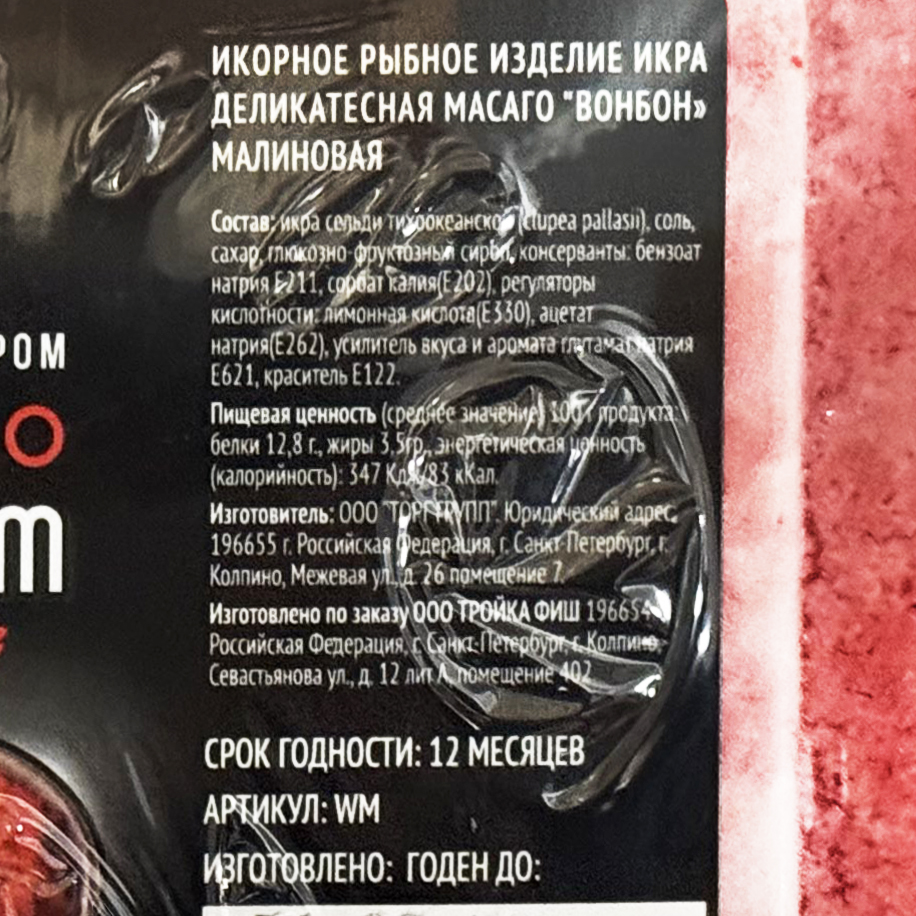 ИКОРНОЕ РЫБНОЕ ИЗДЕЛИЕ ИКРА
ДЕЛИКАТЕСНАЯ МАСАГО "ВОНБОН»
МАЛИНОВАЯ
Состав: икра сельди тихоокеанской (Clupea pallasii), соль,
сахар, глюкозно-фруктозный сироп, консерванты: бензоат
натрия Е211, сорбат калия(Е202), регуляторы
кислотности: лимонная кислота(Е330), ацетат
натрия(Е262), усилитель вкуса и аромата глутамат натрия
Е621, краситель Е122.
РОМ
Пищевая ценность (среднее значение) 100 г продукта:
белки 12,8 г., жиры 3,5гр., энергетическая ценность
(калорийность): 347 КДж/83 кКал.
О
Изготовитель: ООО "ТОРГГРУПП". Юридический адрес:
196655 г. Российская Федерация, г. Санкт-Петербург, г.
Колпино, Межевая ул., д. 26 помещение 7.
m
Изготовлено по заказу ООО ТРОЙКА ФИШ 196654
Российская Федерация, г. Санкт-Петербург, г. Колпино,
Севастьянова ул., д. 12 лит А, помещение 402
СРОК ГОДНОСТИ: 12 МЕСЯЦЕВ
АРТИКУЛ: WM
ИЗГОТОВЛЕНО: ГОДЕН ДО: